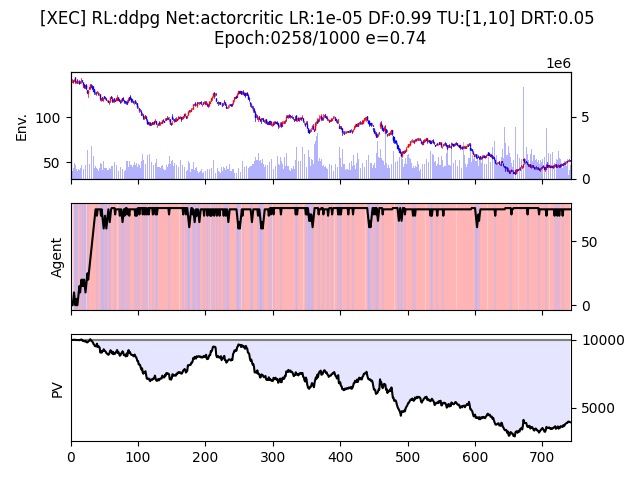 [XEC] RL:ddpg Net:actorcritic LR:1e-05 DF:0.99 TU:[1,10] DRT:0.05
Epoch:0258/1000 e=0.74
1e6
Env.
100
50
5
0
Agent
50
0
PV
10000
5000
0 100 200 300 400 500 600 700